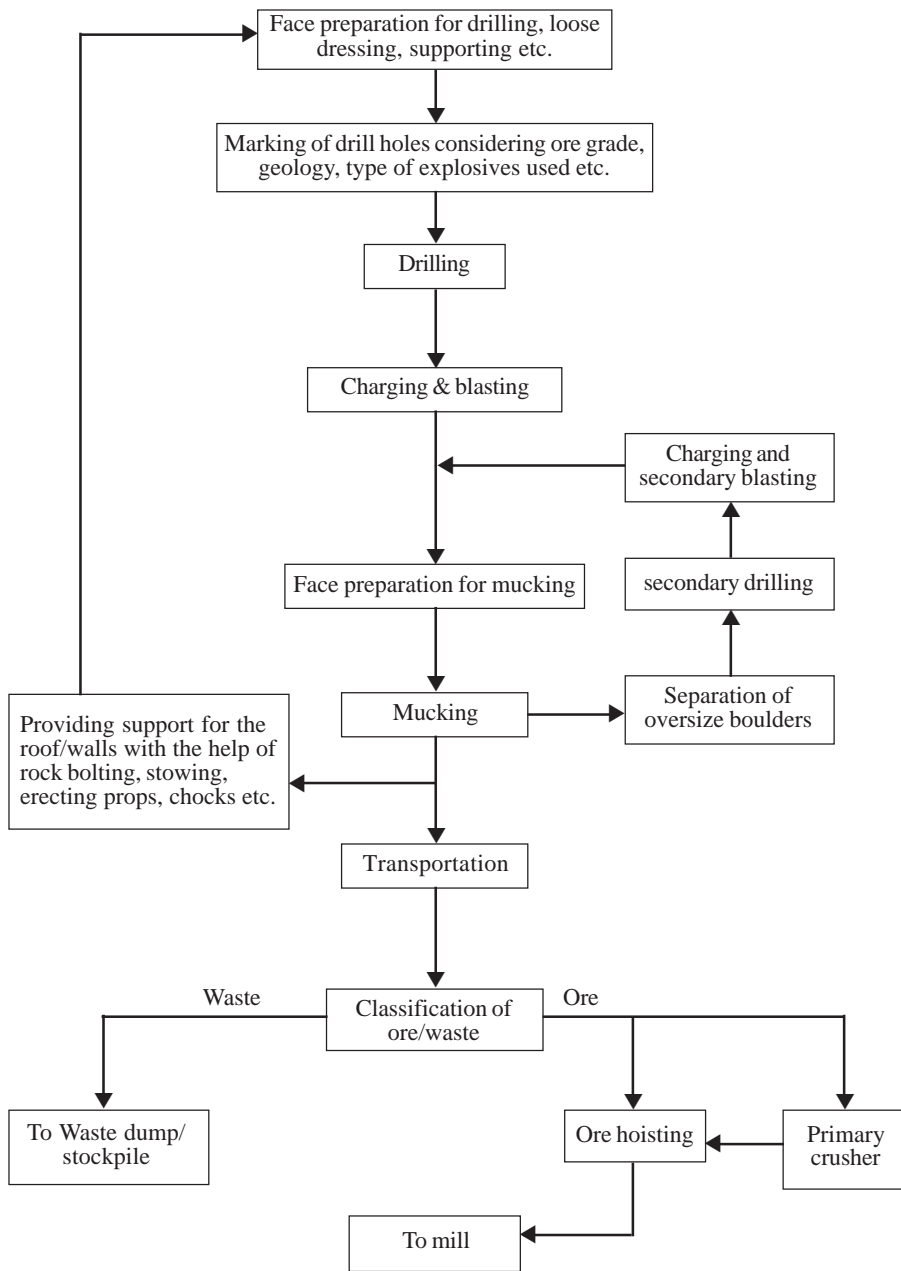 Face preparation for drilling, loose
dressing, supporting etc.
Marking of drill holes considering ore grade,
geology, type of explosives used etc.
Drilling
Charging & blasting
Charging and
secondary blasting
Face preparation for mucking
secondary drilling
Mucking
Separation of
oversize boulders
Providing support for the
roof/walls with the help of
rock bolting, stowing,
erecting props, chocks etc.
Transportation
Waste
Classification of
ore/waste
Ore
To Waste dump/
stockpile
Ore hoisting
Primary
crusher
To mill